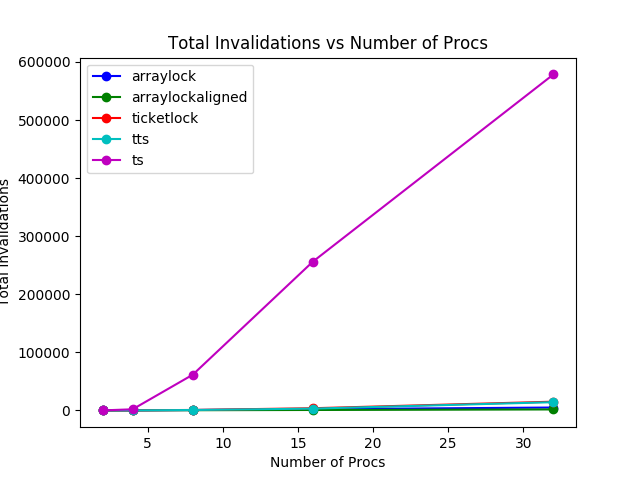 Total Invalidations vs Number of Procs
arraylock
arraylockaligned
ticketlock
tts
ts
600000
500000
400000
300000
200000
100000
0
Total Invalidations
5
10
15
20
25
30
Number of Procs